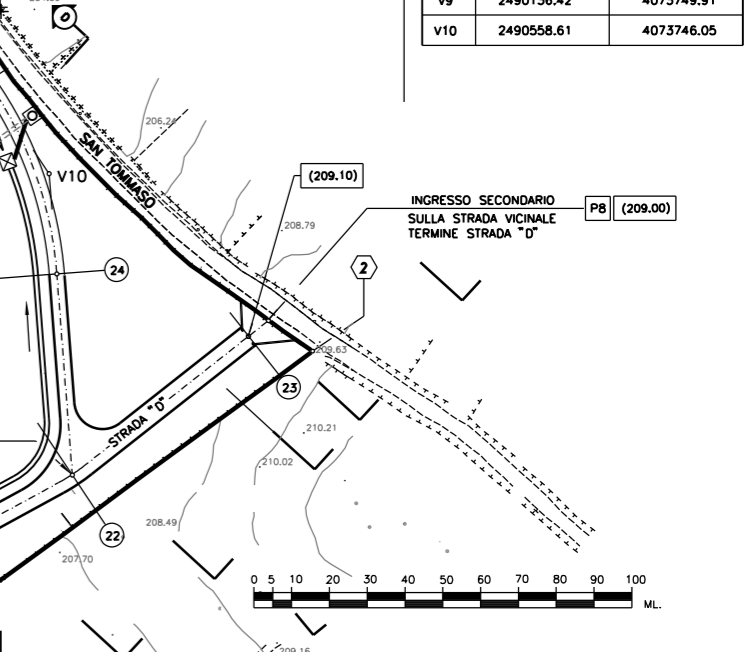 V9 2490156.42 4073749.91
V10 2490558.61 4073746.05
O
206.24
SAN TOMMASO
V10
(209.10)
208.79
INGRESSO SECONDARIO
SULLA STRADA VICINALE
TERMINE STRADA "D"
P8 (209.00)
24
2
209.63
23
STRADA "D"
210.21
210.02
22
208.49
207.70
0 5 10 20 30 40 50 60 70 80 90 100
ML.
209.16